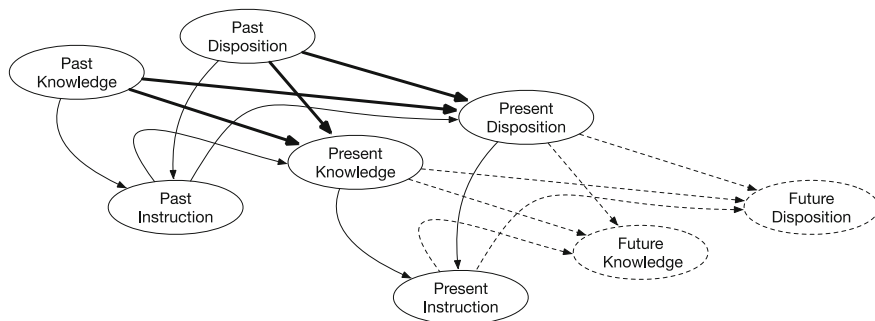 Past
Disposition
Past
Knowledge
Present
Disposition
Present
Knowledge
Past
Instruction
Future
Disposition
Future
Knowledge
Present
Instruction